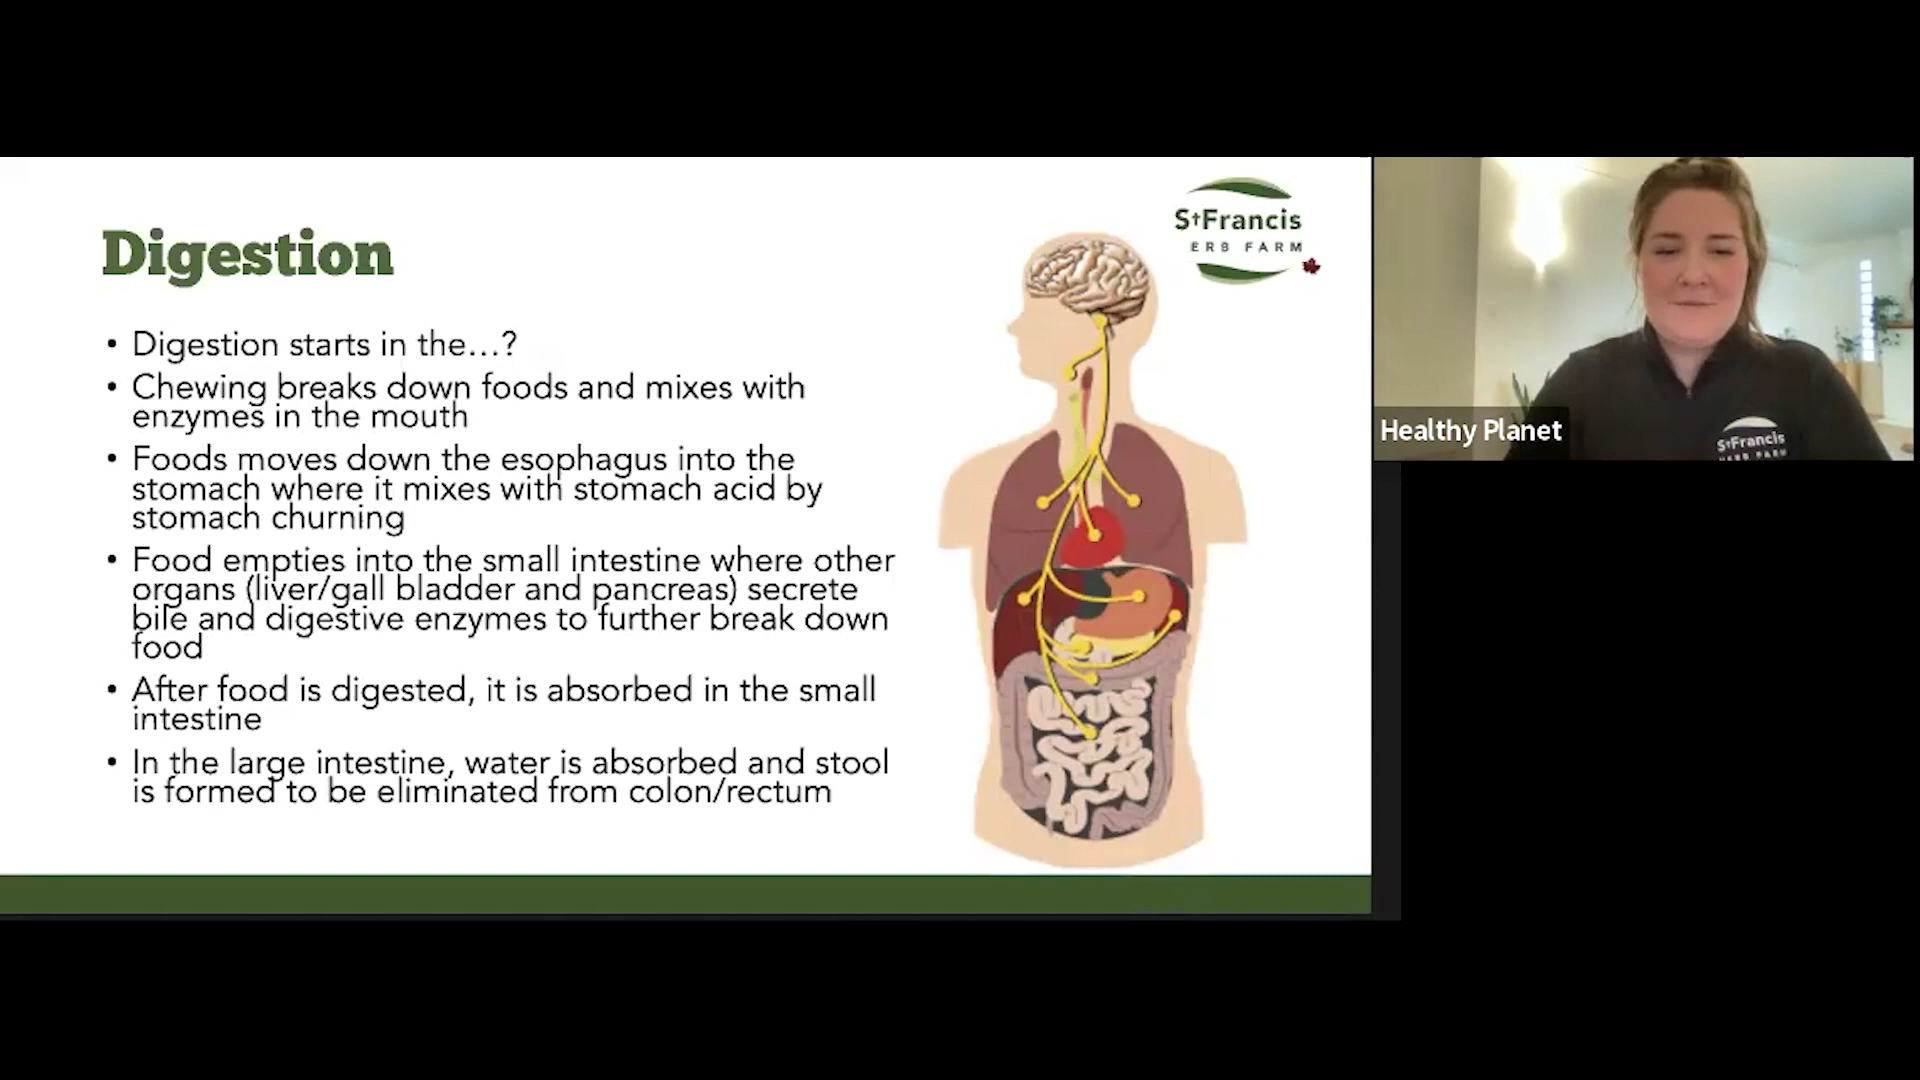 StFrancis
ERB FARM
Digestion
• Digestion starts in the...?
• Chewing breaks down foods and mixes with
enzymes in the mouth
• Foods moves down the esophagus into the
stomach where it mixes with stomach acid by
stomach churning
• Food empties into the small intestine where other
organs (liver/gall bladder and pancreas) secrete
bile and digestive enzymes to further break down
food
• After food is digested, it is absorbed in the small
intestine
• In the large intestine, water is absorbed and stool
is formed to be eliminated from colon/rectum
Healthy Planet
StFrancis
HERB FARM